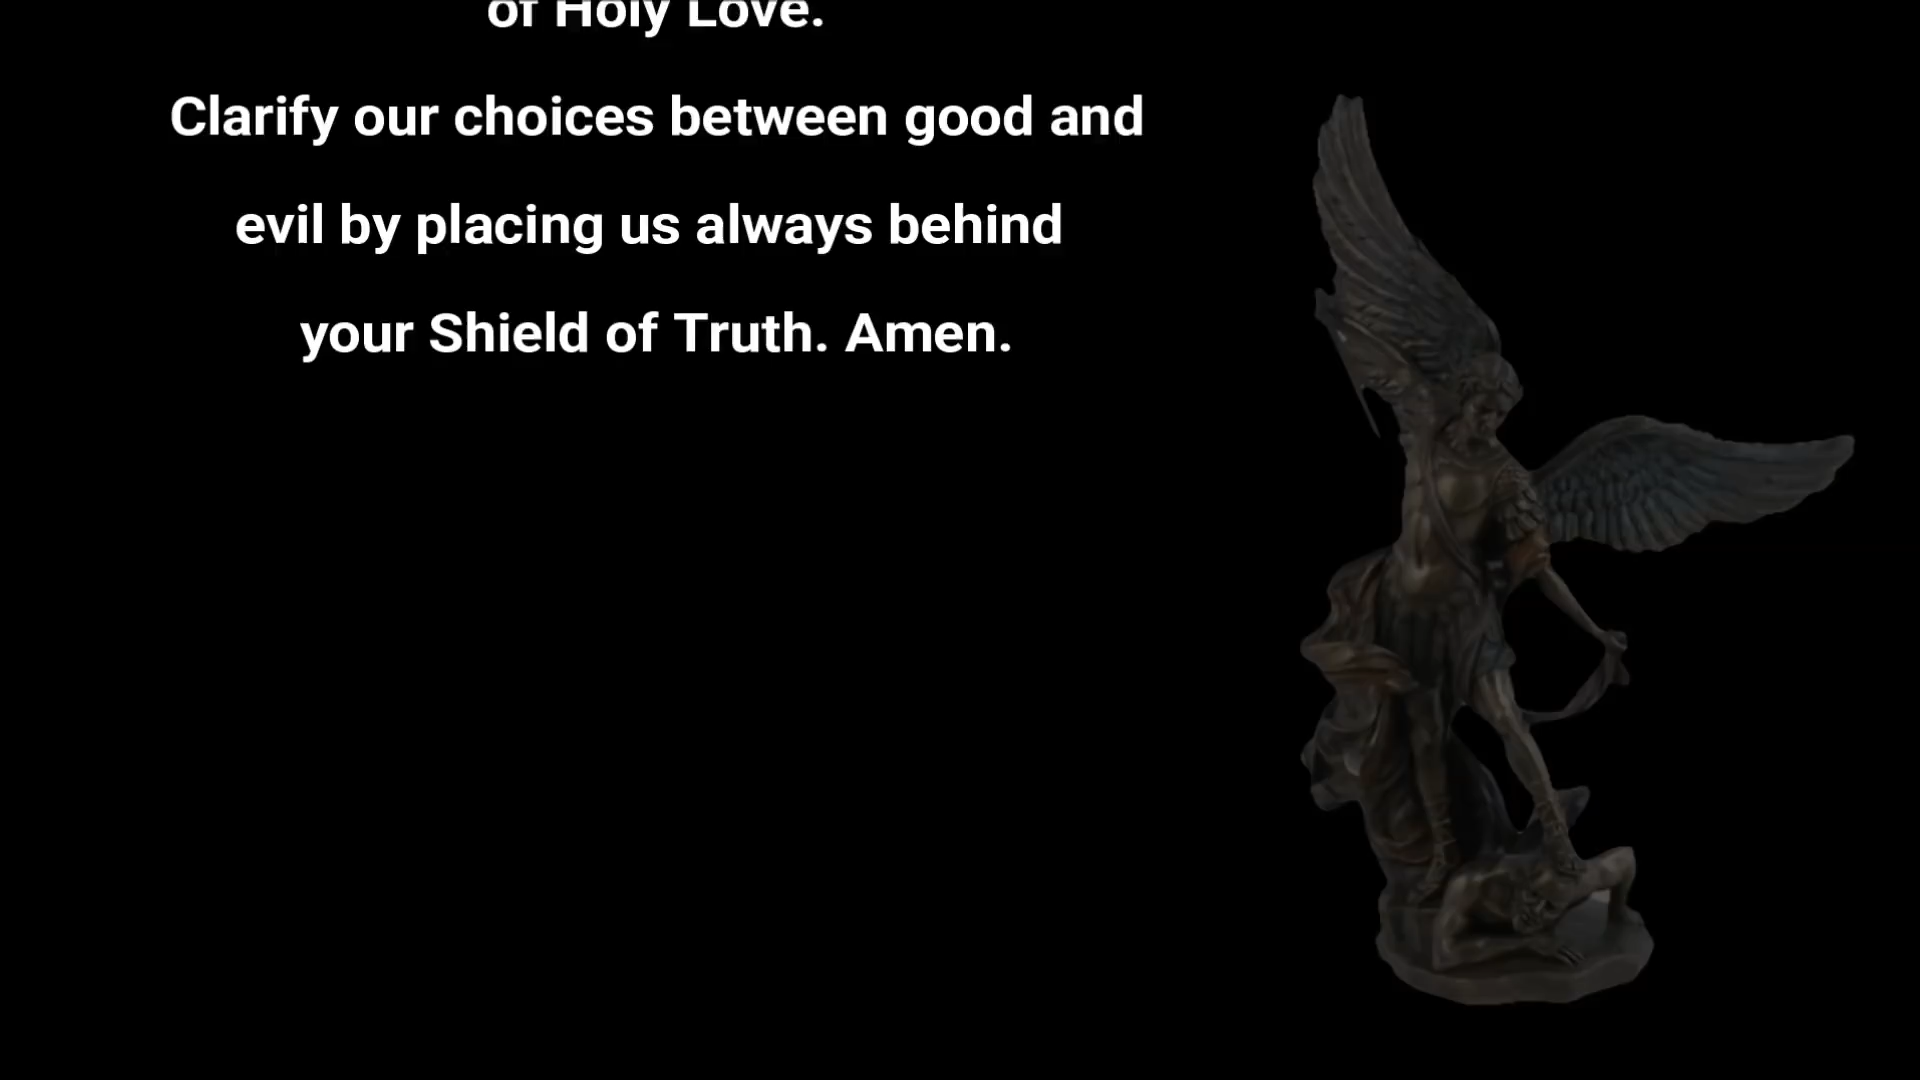 of Holy Love.
Clarify our choices between good and
evil by placing us always behind
your Shield of Truth. Amen.